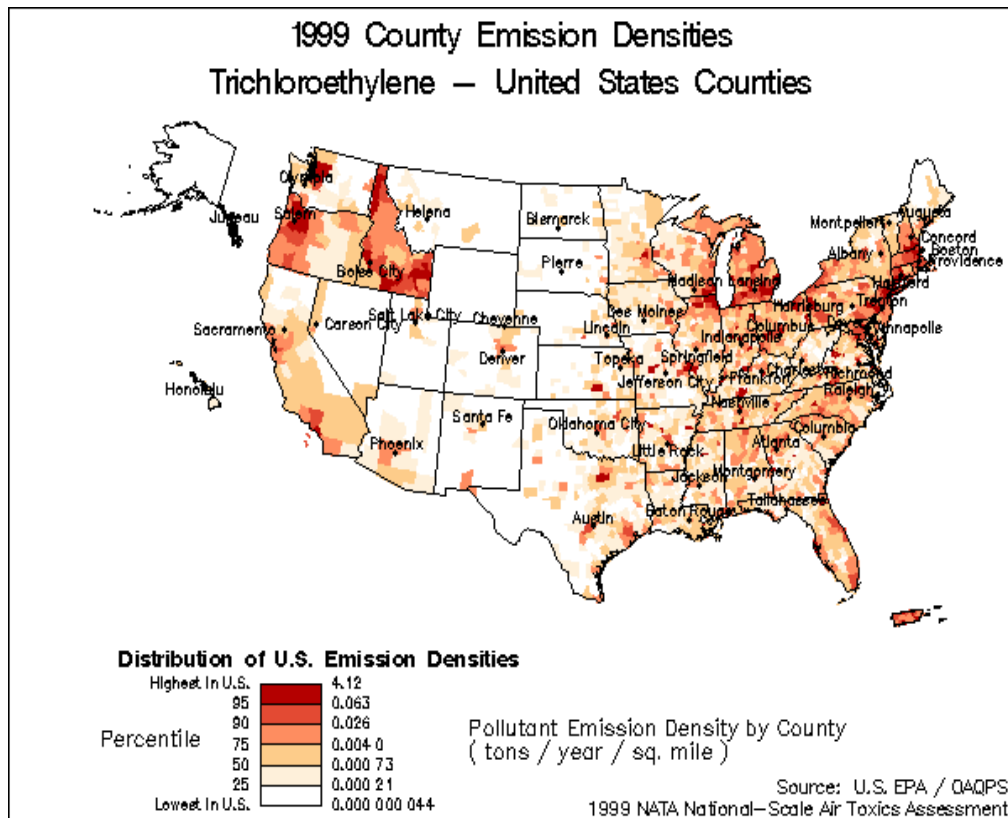 1999 County Emission Densities
Trichloroethylene — United States Counties
Olympia
Juneau
Salem
Helena
Bismarck
Montpelier
Augusta
Concord
Boston
Providence
Albany
Boise City
Pierre
Madison
Lansing
Hartford
Harrisburg
Trenton
Sacramento
Carson City
Salt Lake City
Cheyenne
Des Moines
Lincoln
Columbus
Indianapolis
Annapolis
Denver
Topeka
Springfield
Charleston
Jefferson City
Frankfort
Richmond
Honolulu
Raleigh
Nashville
Santa Fe
Oklahoma City
Phoenix
Little Rock
Atlanta
Columbia
Jackson
Montgomery
Tallahassee
Austin
Baton Rouge
Distribution of U.S. Emission Densities
Highest in U.S. 4.12
95 0.063
90 0.026
75 0.004 0
50 0.000 73
25 0.000 21
Lowest in U.S. 0.000 000 044
Percentile
Pollutant Emission Density by County
( tons / year / sq. mile )
Source: U.S. EPA / OAQPS
1999 NATA National—Scale Air Toxics Assessment